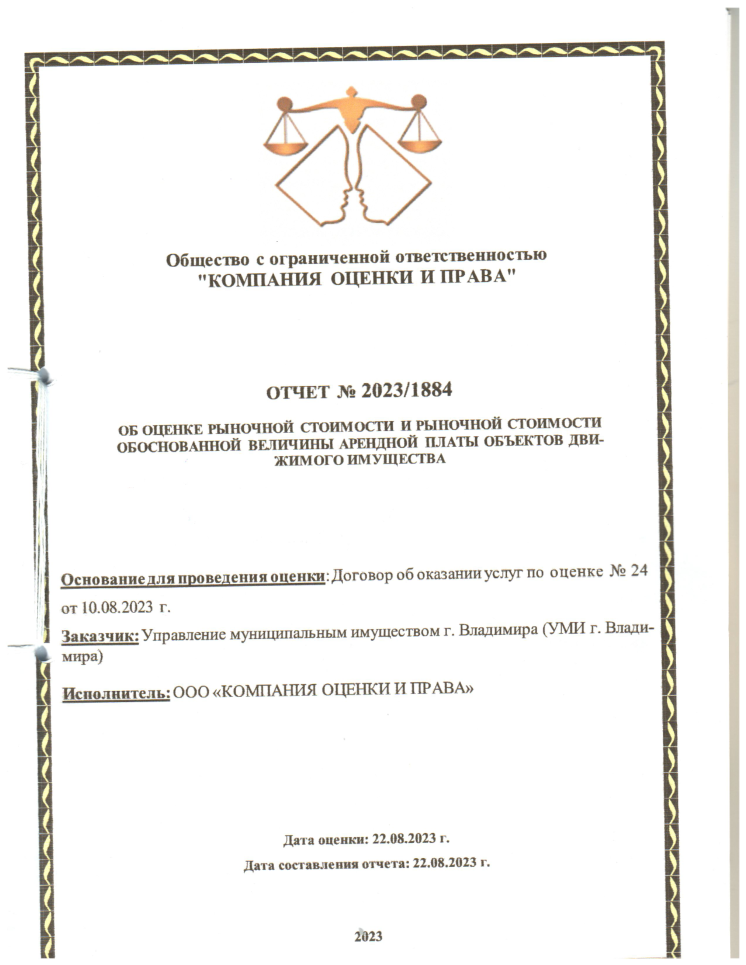 Общество с ограниченной ответственностью
"КОМПАНИЯ ОЦЕНКИ И ПРАВА"
ОТЧЕТ № 2023/1884
ОБ ОЦЕНКЕ РЫНОЧНОЙ СТОИМОСТИ И РЫНОЧНОЙ СТОИМОСТИ
ОБОСНОВАННОЙ ВЕЛИЧИНЫ АРЕНДНОЙ ПЛАТЫ ОБЪЕКТОВ ДВИ-
ЖИМОГО ИМУЩЕСТВА
Основание для проведения оценки: Договор об оказании услуг по оценке № 24
от 10.08.2023 г.
Заказчик: Управление муниципальным имуществом г. Владимира (УМИ г. Влади-
мира)
Исполнитель: ООО «КОМПАНИЯ ОЦЕНКИ И ПРАВА»
Дата оценки: 22.08.2023 г.
Дата составления отчета: 22.08.2023 г.
2023